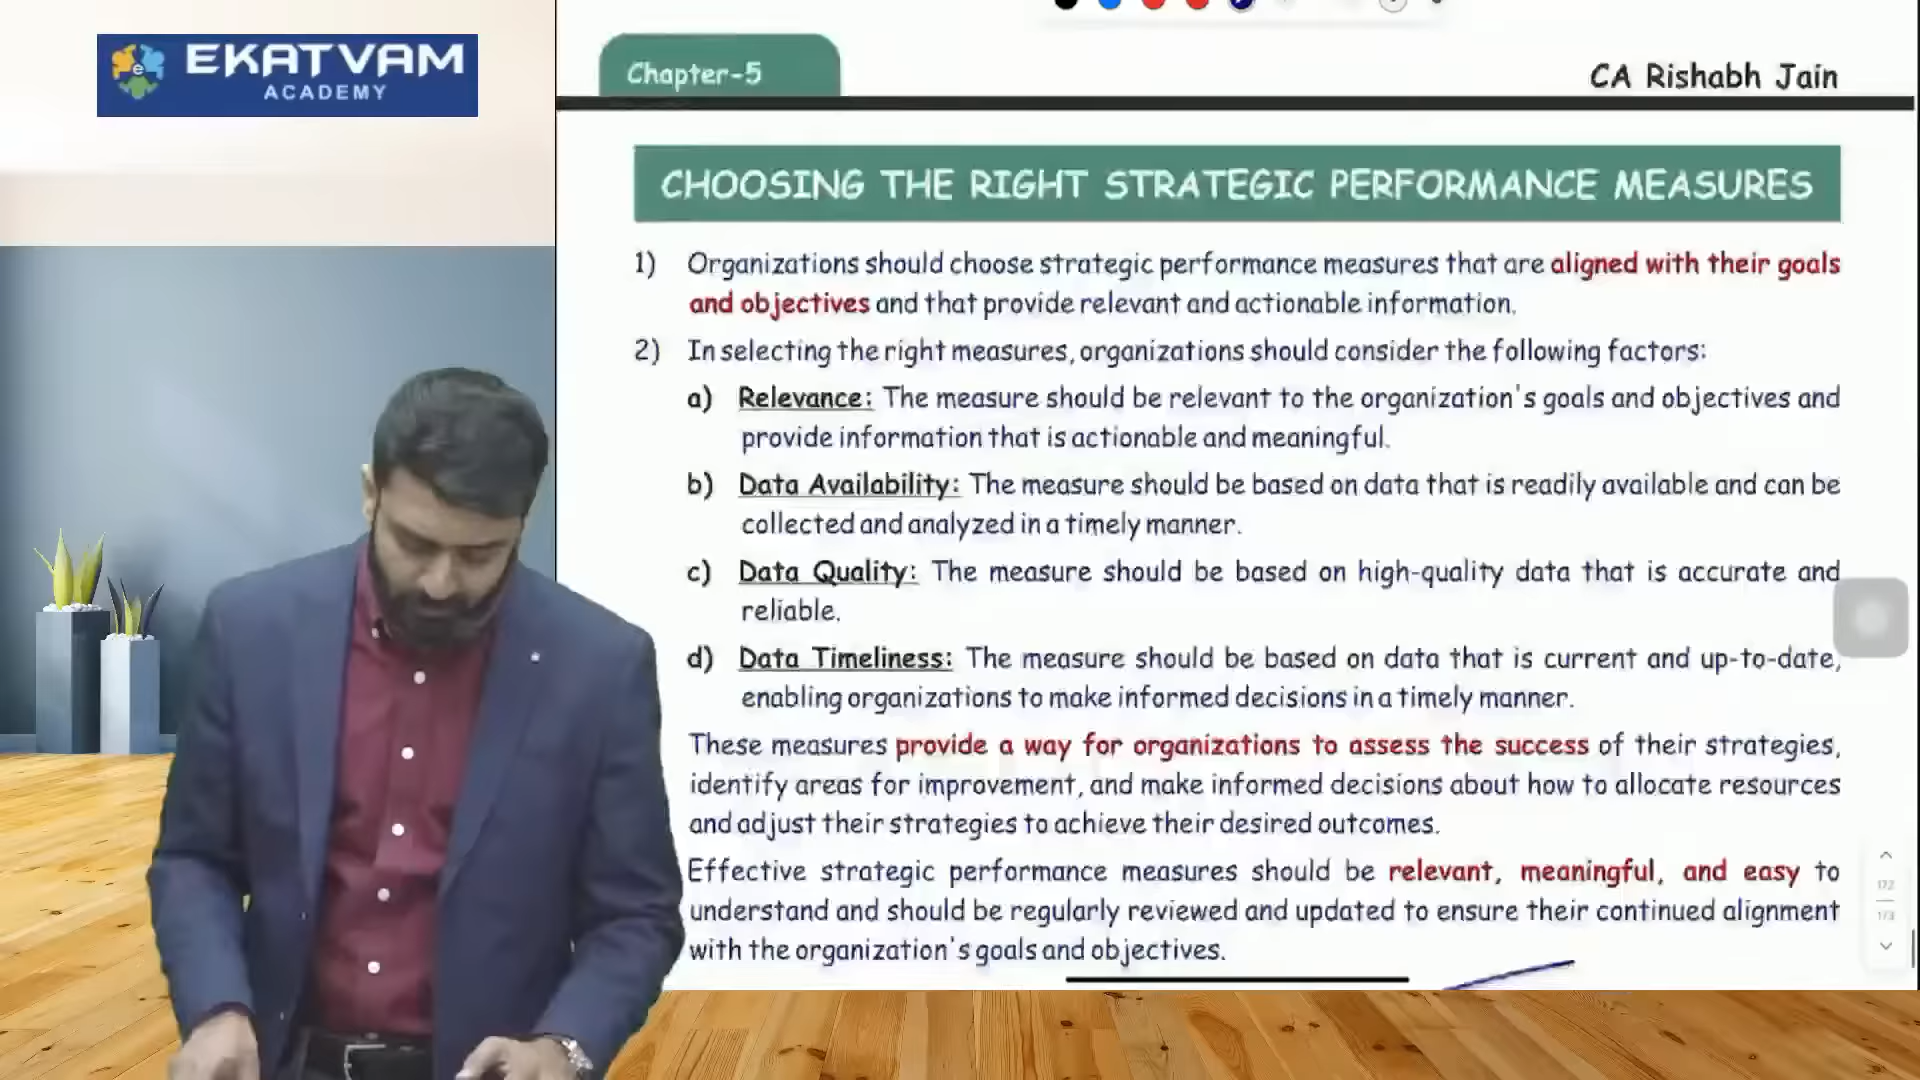 EKATVAM
ACADEMY
Chapter-5
CA Rishabh Jain
CHOOSING THE RIGHT STRATEGIC PERFORMANCE MEASURES
1) Organizations should choose strategic performance measures that are aligned with their goals
and objectives and that provide relevant and actionable information.
2) In selecting the right measures, organizations should consider the following factors:
a) Relevance: The measure should be relevant to the organization's goals and objectives and
provide information that is actionable and meaningful.
b) Data Availability: The measure should be based on data that is readily available and can be
collected and analyzed in a timely manner.
c) Data Quality: The measure should be based on high-quality data that is accurate and
reliable.
d) Data Timeliness: The measure should be based on data that is current and up-to-date,
enabling organizations to make informed decisions in a timely manner.
These measures provide a way for organizations to assess the success of their strategies,
identify areas for improvement, and make informed decisions about how to allocate resources
and adjust their strategies to achieve their desired outcomes.
Effective strategic performance measures should be relevant, meaningful, and easy to
understand and should be regularly reviewed and updated to ensure their continued alignment
with the organization's goals and objectives.
172
173